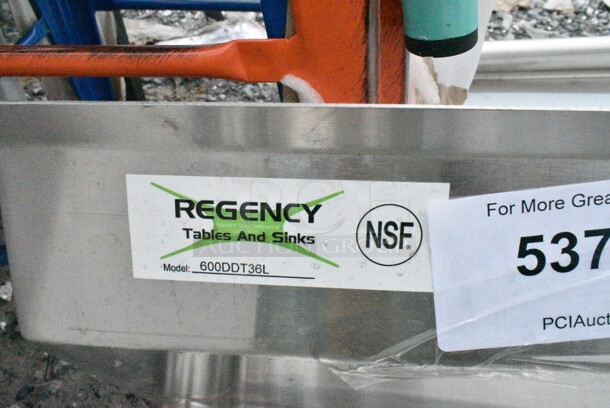 REGENCY
Tables And Sinks
Model: 600DDT36L
NSF.
For More Grea
537
PCIAuct